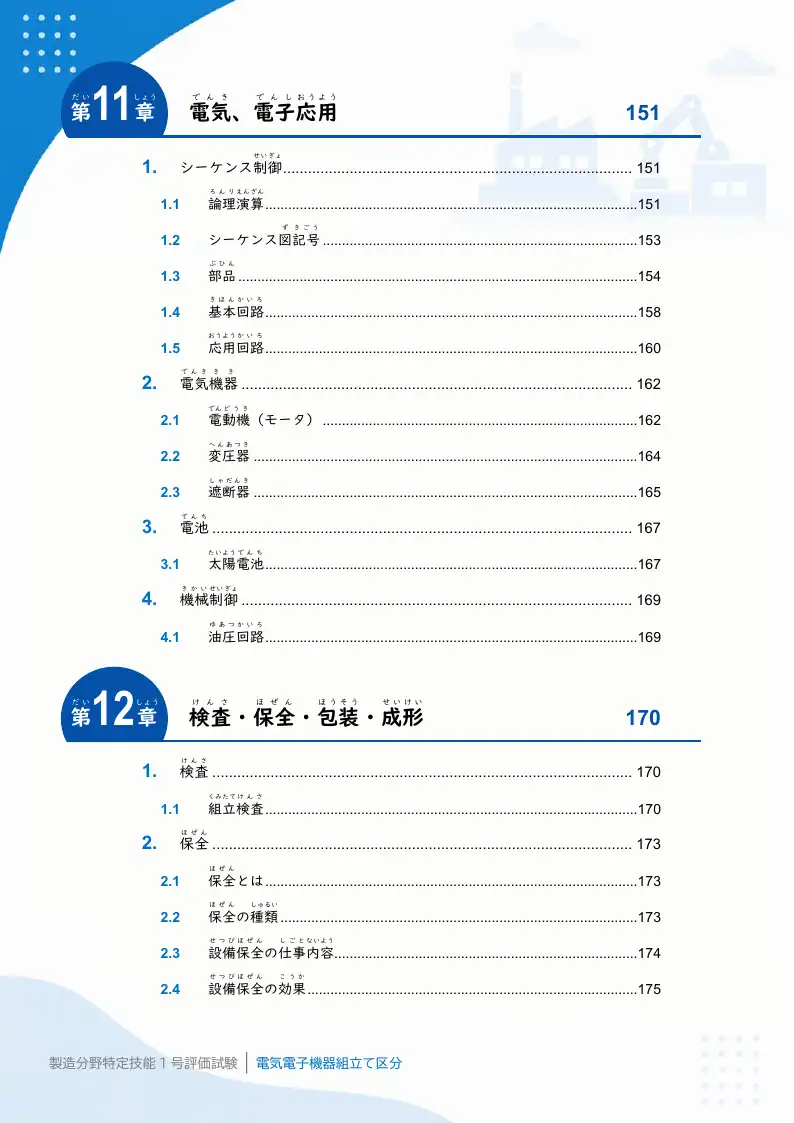 第11章 電気、電子応用 151
1. シーケンス制御 151
1.1 論理演算 151
1.2 シーケンス図記号 153
1.3 部品 154
1.4 基本回路 158
1.5 応用回路 160
2. 電気機器 162
2.1 電動機（モータ） 162
2.2 変圧器 164
2.3 遮断器 165
3. 電池 167
3.1 太陽電池 167
4. 機械制御 169
4.1 油圧回路 169
第12章 検査・保全・包装・成形 170
1. 検査 170
1.1 組立検査 170
2. 保全 173
2.1 保全とは 173
2.2 保全の種類 173
2.3 設備保全の仕事内容 174
2.4 設備保全の効果 175
製造分野特定技能１号評価試験 | 電気電子機器組立て区分